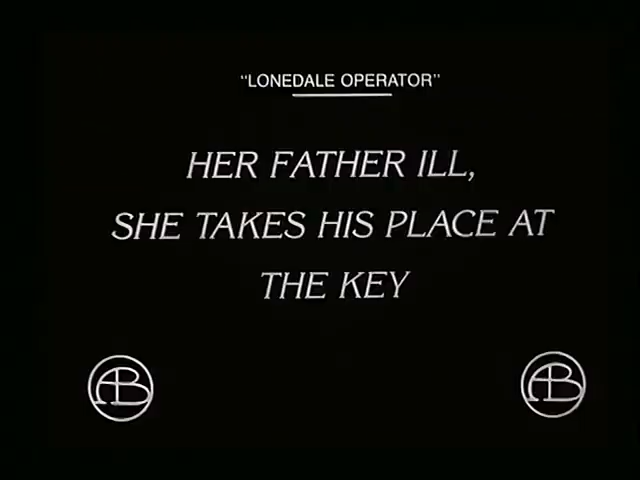 "LONEDALE OPERATOR"
HER FATHER ILL,
SHE TAKES HIS PLACE AT
THE KEY
AB AB